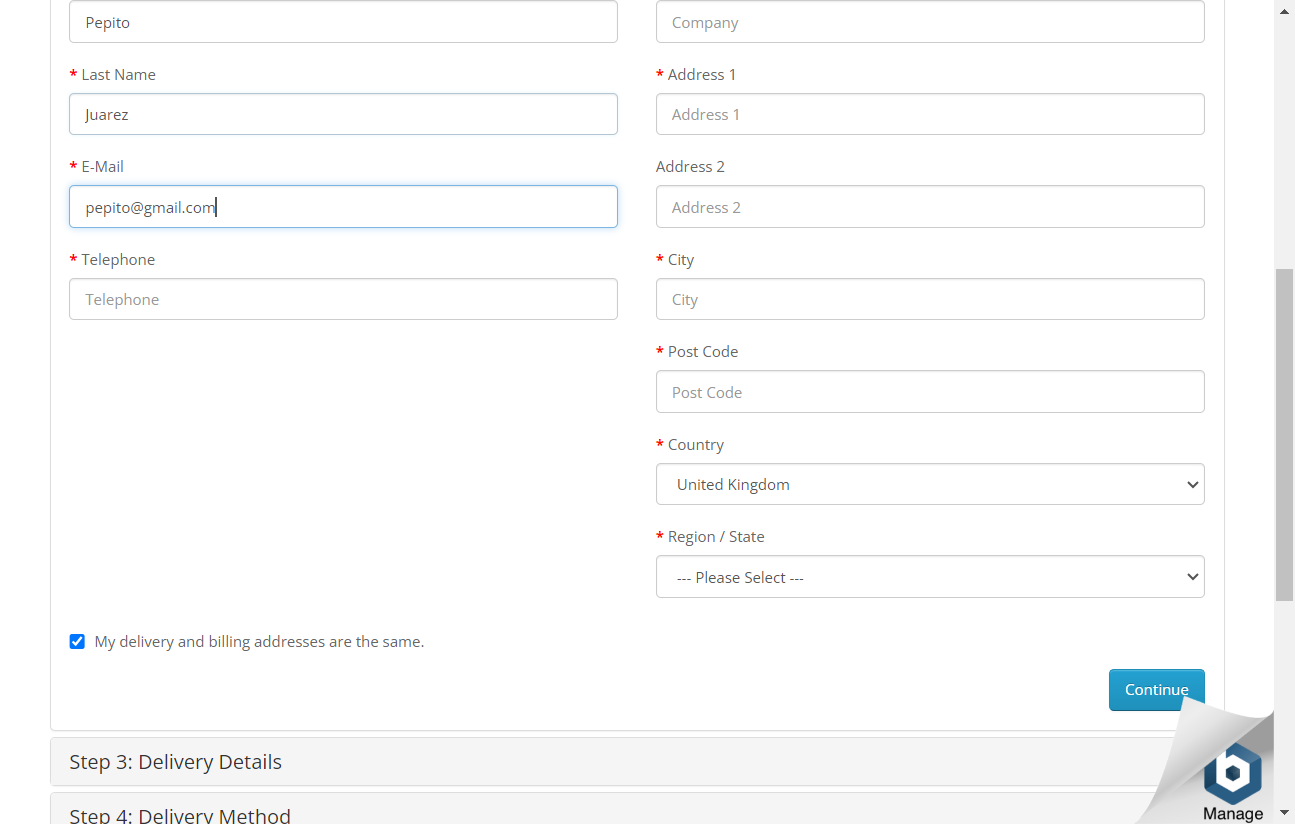 Pepito
* Last Name
Juarez
* E-Mail
pepito@gmail.com
* Telephone
Telephone
Company
* Address 1
Address 1
Address 2
Address 2
* City
City
* Post Code
Post Code
* Country
United Kingdom
* Region / State
--- Please Select ---
My delivery and billing addresses are the same.
Continue
Step 3: Delivery Details
Step 4: Delivery Method
Manage